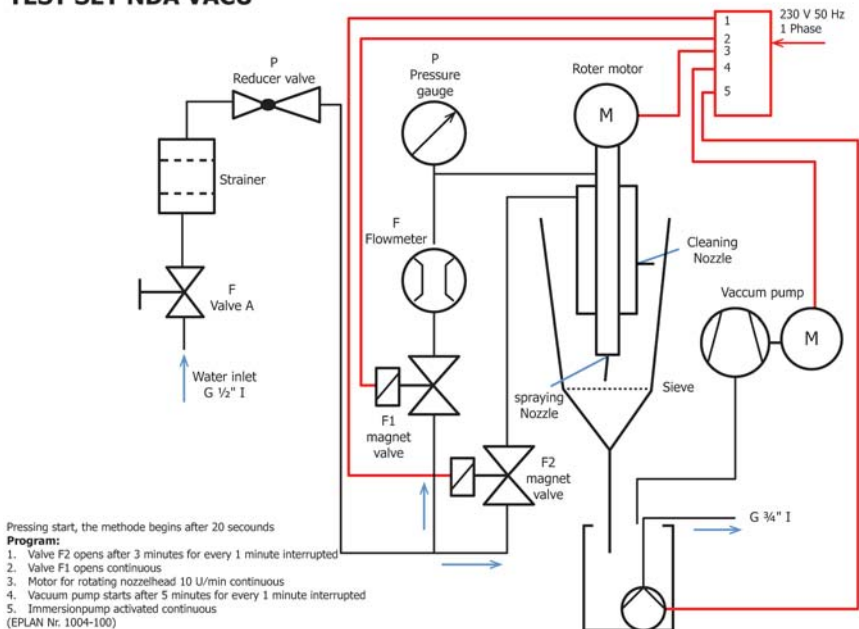 TEST SET NDA VACU
P
Reducer valve
Strainer
F
Valve A
Water inlet
G ½" I
P
Pressure
gauge
F
Flowmeter
F1
magnet
valve
F2
magnet
valve
Roter motor
M
1
2
3
4
5
230 V 50 Hz
1 Phase
Cleaning
Nozzle
Vaccum pump
M
spraying
Nozzle
Sieve
G ¾" I
Pressing start, the methode begins after 20 secounds
Program:
1. Valve F2 opens after 3 minutes for every 1 minute interrupted
2. Valve F1 opens continuous
3. Motor for rotating nozzelhead 10 U/min continuous
4. Vacuum pump starts after 5 minutes for every 1 minute interrupted
5. Immersionpump activated continuous
(EPLAN Nr. 1004-100)